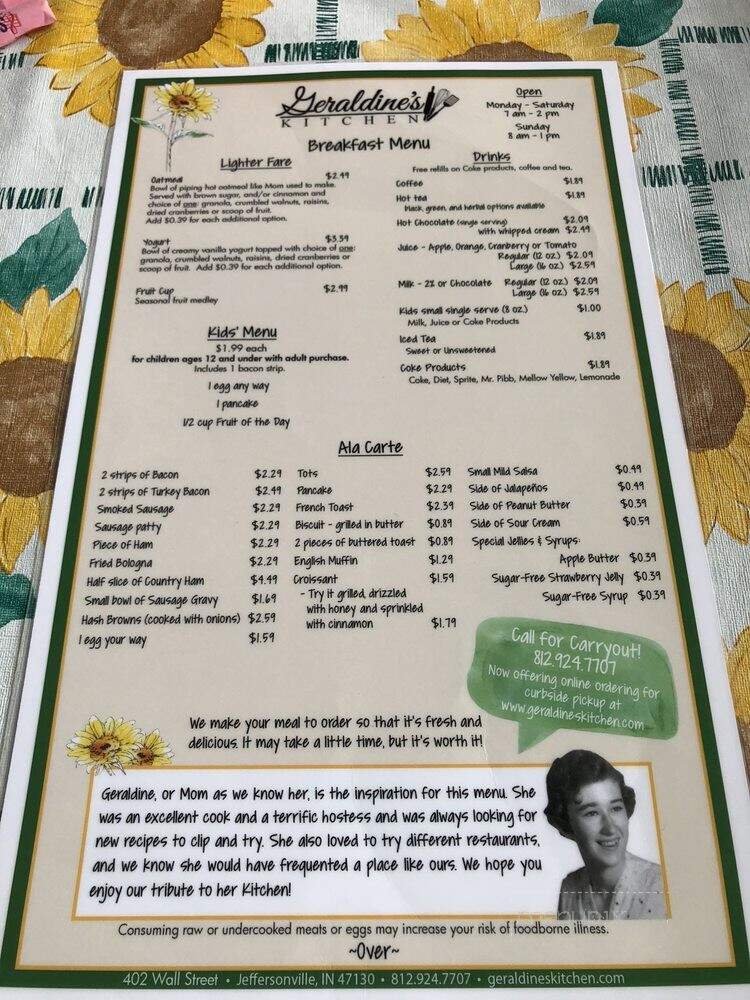 Geraldine's
KITCHEN
Breakfast Menu
Open
Monday - Saturday
7 am - 2 pm
Sunday
8 am - 1 pm
Lighter Fare
Oatmeal $2.49
Bowl of piping hot oatmeal like Mom used to make.
Served with brown sugar, and/or cinnamon and
choice of one: granola, crumbled walnuts, raisins,
dried cranberries or scoop of fruit.
Add $0.39 for each additional option.
Yogurt $3.59
Bowl of creamy vanilla yogurt topped with choice of one:
granola, crumbled walnuts, raisins, dried cranberries or
scoop of fruit. Add $0.39 for each additional option.
Fruit Cup $2.99
Seasonal fruit medley
Kids' Menu
$1.99 each
for children ages 12 and under with adult purchase.
Includes 1 bacon strip.
1 egg any way
1 pancake
1/2 cup Fruit of the Day
Drinks
Free refills on Coke products, coffee and tea.
Coffee $1.89
Hot tea $1.89
black, green, and herbal options available
Hot Chocolate (single serving) $2.09
with whipped cream $2.49
Juice - Apple, Orange, Cranberry or Tomato
Regular (12 oz.) $2.09
Large (16 oz.) $2.59
Milk - 2% or Chocolate Regular (12 oz.) $2.09
Large (16 oz.) $2.59
Kids small single serve (8 oz.) $1.00
Milk, Juice or Coke Products
Iced Tea $1.89
Sweet or Unsweetened
Coke Products $1.89
Coke, Diet, Sprite, Mr. Pibb, Mellow Yellow, Lemonade
Ala Carte
2 strips of Bacon $2.29
2 strips of Turkey Bacon $2.49
Smoked Sausage $2.29
Sausage patty $2.29
Piece of Ham $2.29
Fried Bologna $2.29
Half slice of Country Ham $4.49
Small bowl of Sausage Gravy $1.69
Hash Browns (cooked with onions) $2.59
1 egg your way $1.59
Tots $2.59
Pancake $2.29
French Toast $2.39
Biscuit - grilled in butter $0.89
2 pieces of buttered toast $0.89
English Muffin $1.29
Croissant $1.59
- Try it grilled, drizzled
with honey and sprinkled
with cinnamon $1.79
Small Mild Salsa $0.49
Side of Jalapeños $0.49
Side of Peanut Butter $0.39
Side of Sour Cream $0.59
Special Jellies & Syrups:
Apple Butter $0.39
Sugar-Free Strawberry Jelly $0.39
Sugar-Free Syrup $0.39
Call for Carryout!
812.924.7707
Now offering online ordering for
curbside pickup at
www.geraldineskitchen.com
We make your meal to order so that it's fresh and
delicious. It may take a little time, but it's worth it!
Geraldine, or Mom as we know her, is the inspiration for this menu. She
was an excellent cook and a terrific hostess and was always looking for
new recipes to clip and try. She also loved to try different restaurants,
and we know she would have frequented a place like ours. We hope you
enjoy our tribute to her Kitchen!
Consuming raw or undercooked meats or eggs may increase your risk of foodborne illness.
~Over~
402 Wall Street • Jeffersonville, IN 47130 • 812.924.7707 • geraldineskitchen.com